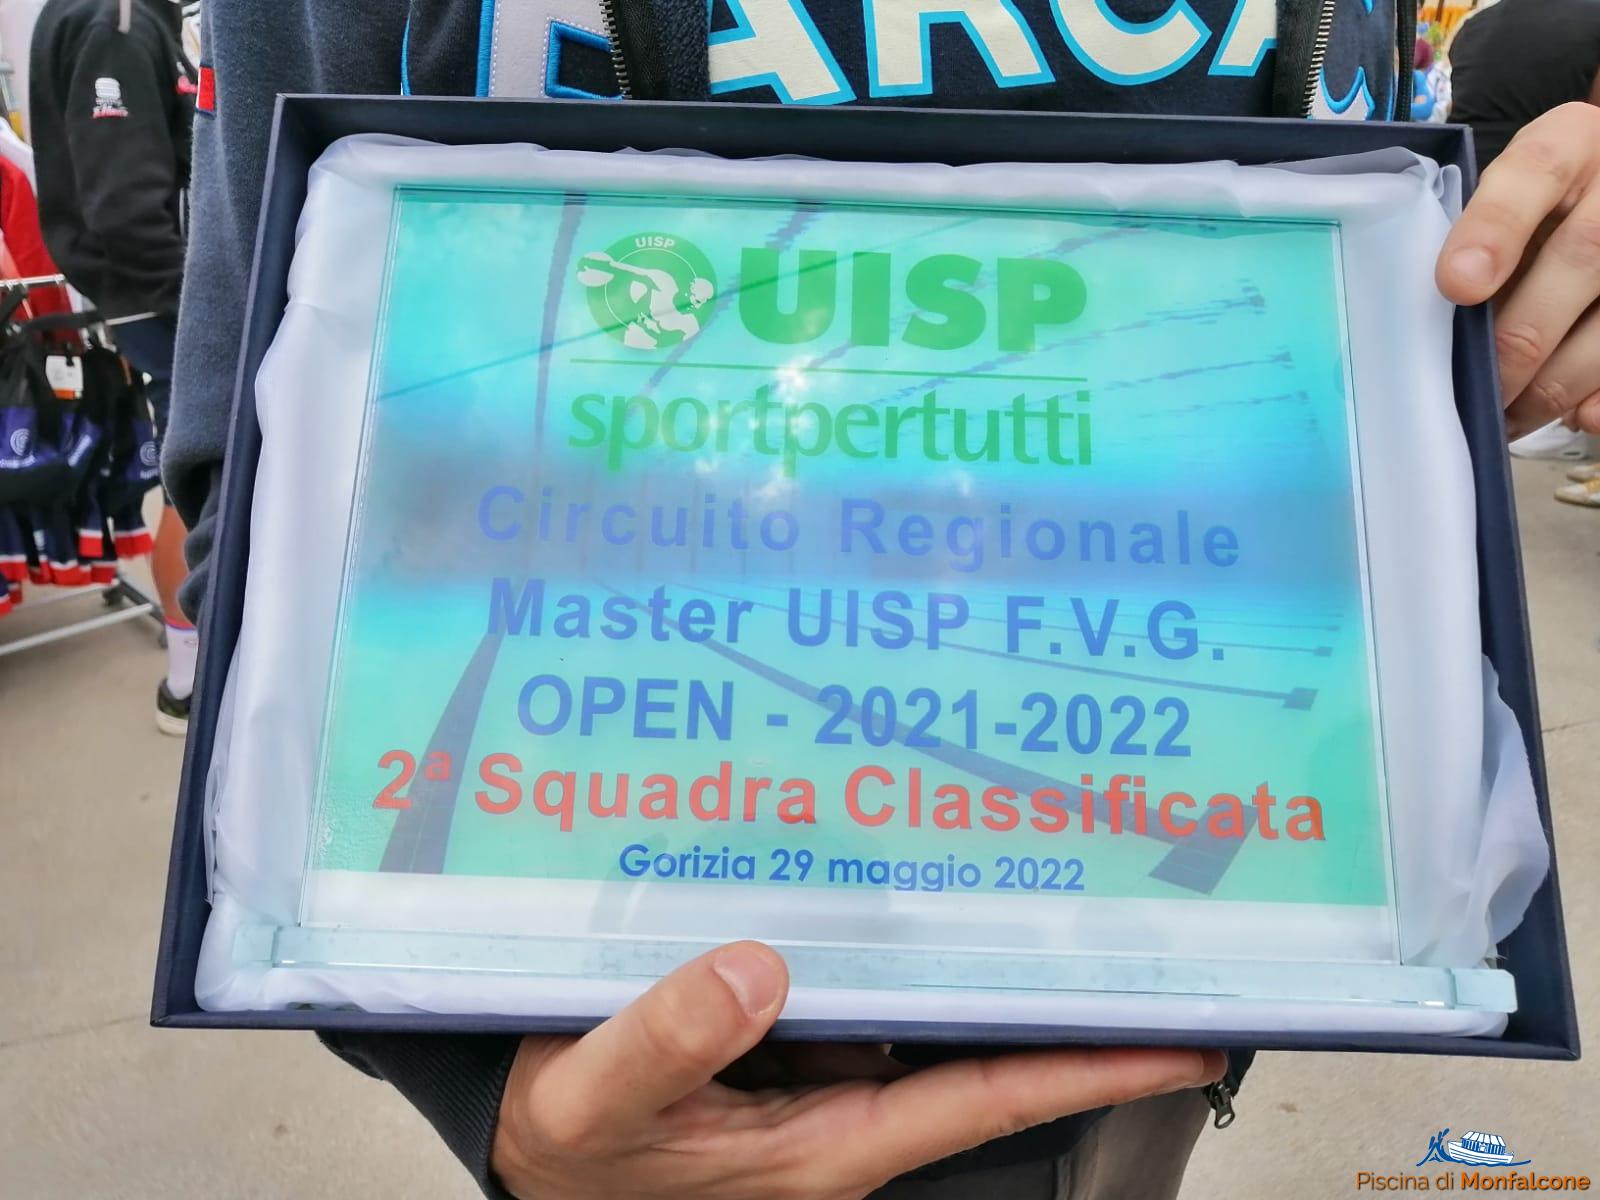 ARCA
UISP
UISP
sportpertutti
Circuito Regionale
Master UISP F.V.G.
OPEN - 2021-2022
2ª Squadra Classificata
Gorizia 29 maggio 2022
Piscina di Monfalcone